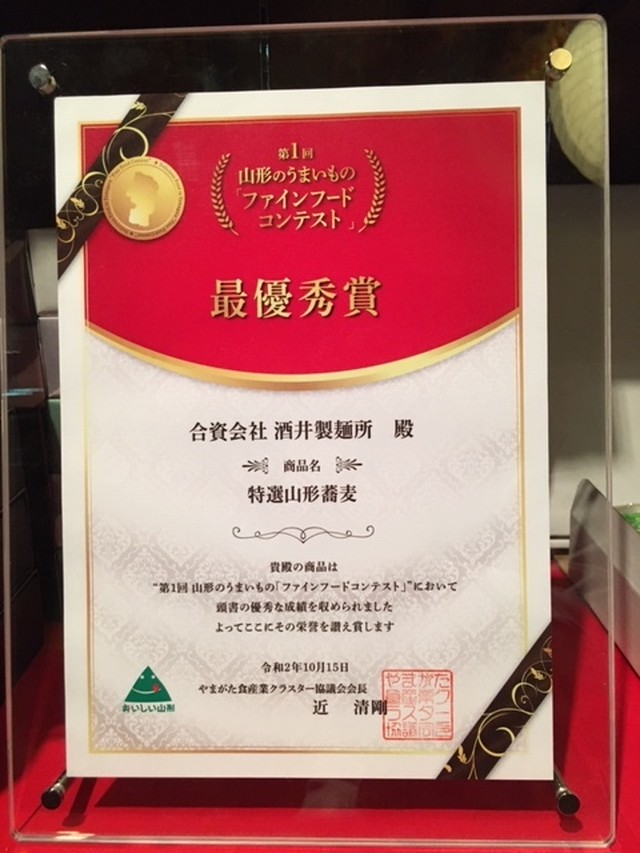 第1回
山形のうまいもの
「ファインフード
コンテスト」
最優秀賞
合資会社 酒井製麺所 殿
商品名
特選山形蕎麦
貴殿の商品は
“第1回 山形のうまいもの「ファインフードコンテスト」”において
頭書の優秀な成績を収められました
よってここにその栄誉を讃え賞します
令和2年10月15日
やまがた食産業クラスター協議会会長
近 清剛
おいしい山形